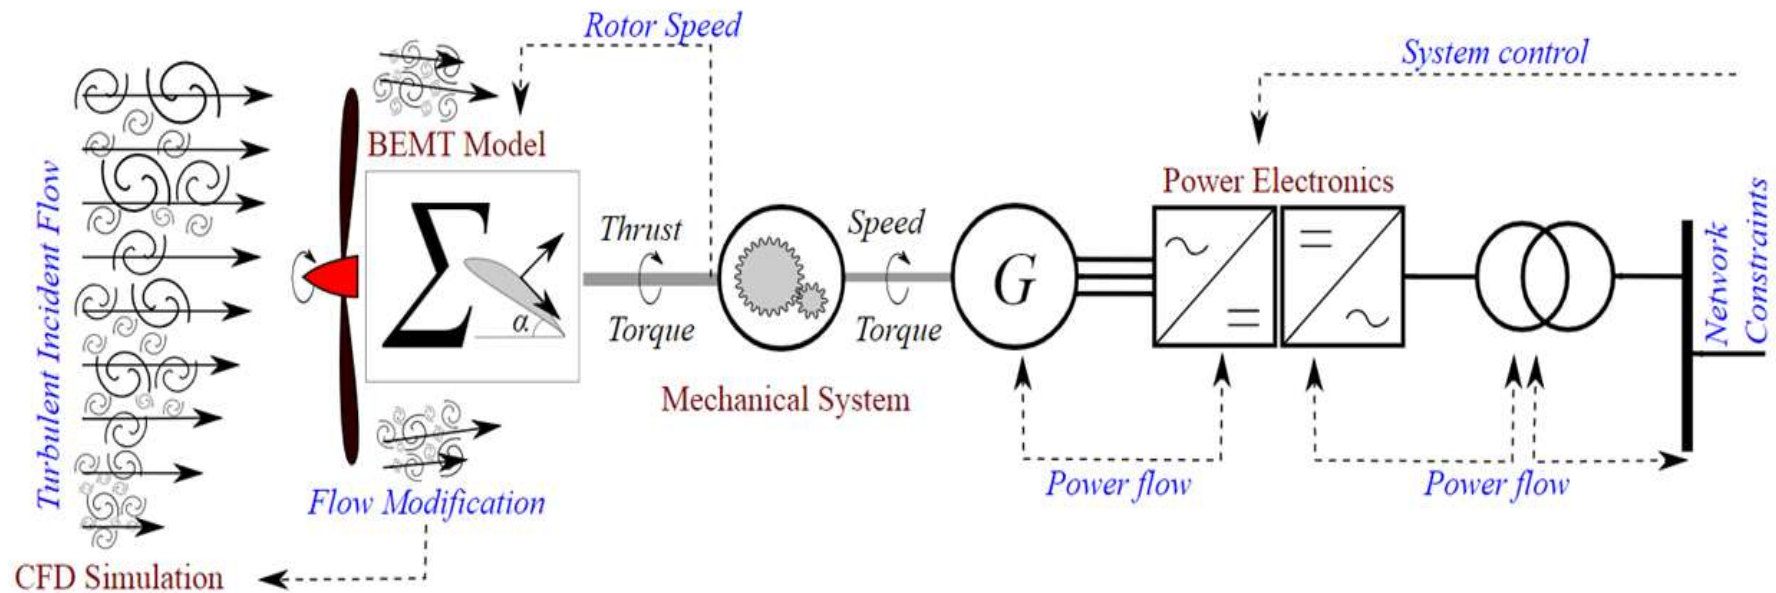 Rotor Speed
System control
BEMT Model
Turbulent Incident Flow
Power Electronics
Network
Constraints
Thrust
Speed
Σ
α
G
Torque
Torque
Mechanical System
Flow Modification
Power flow
Power flow
CFD Simulation